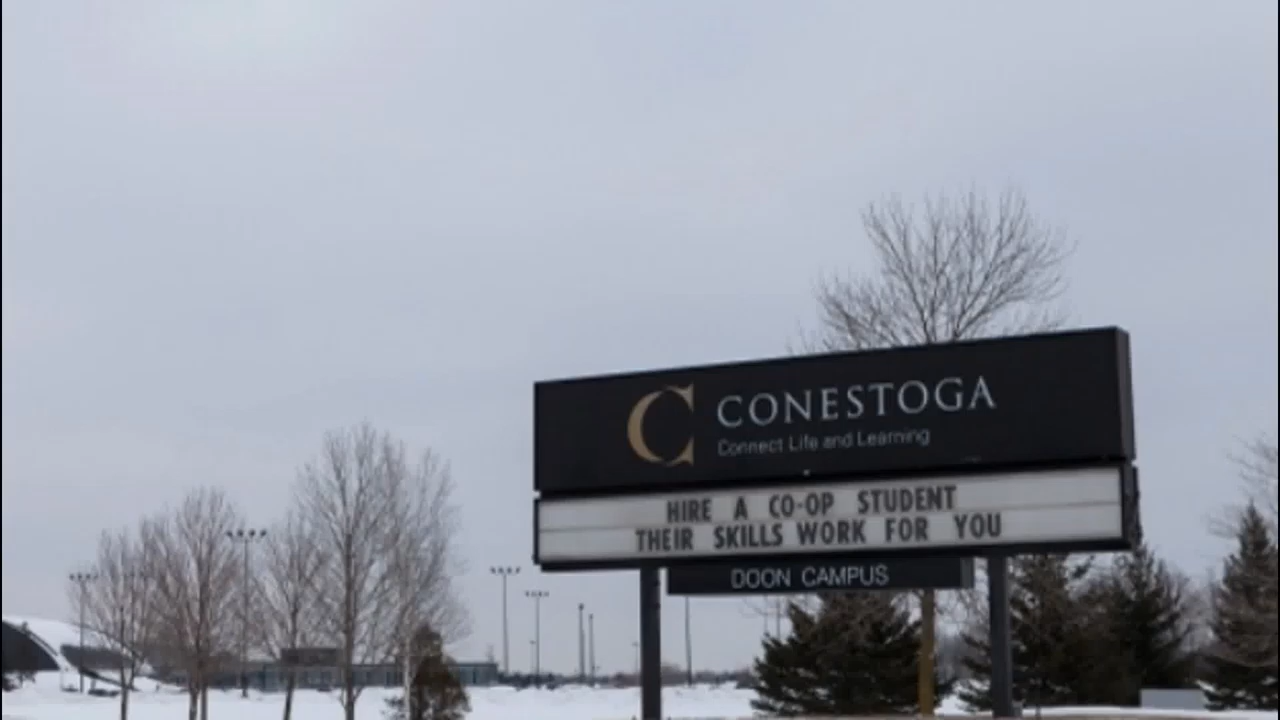 C CONESTOGA
Connect Life and Learning
HIRE A CO-OP STUDENT
THEIR SKILLS WORK FOR YOU
DOON CAMPUS